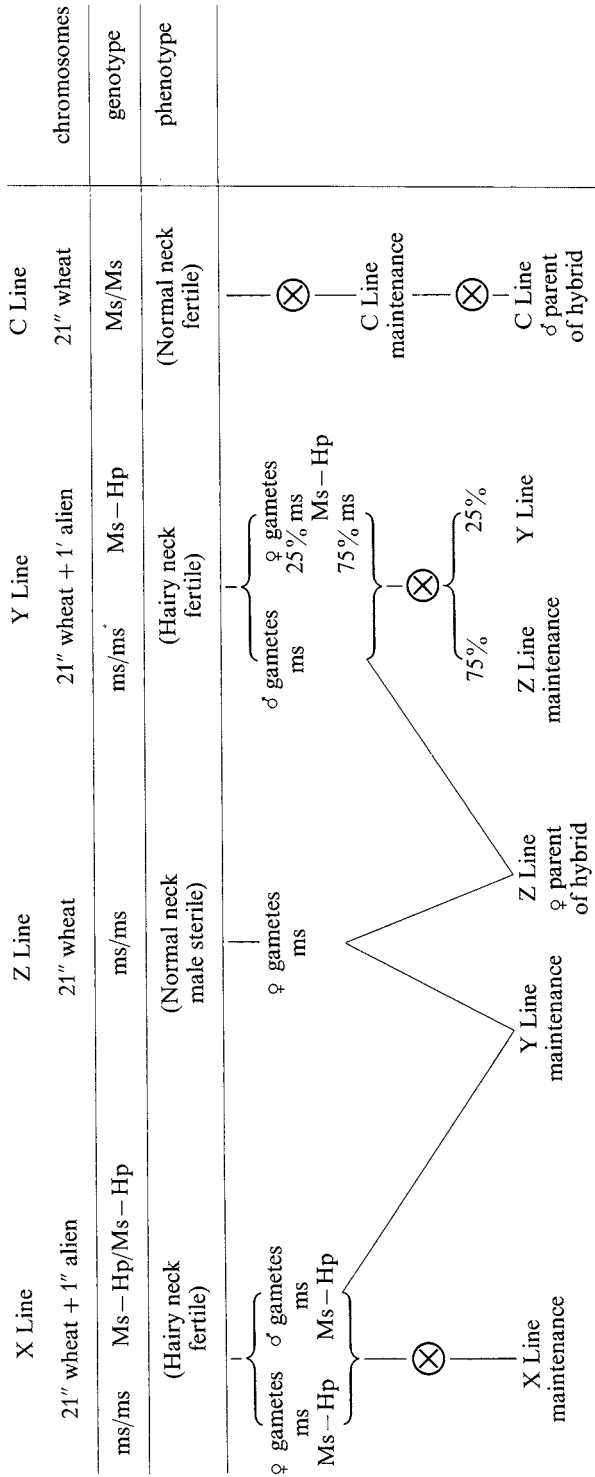 X Line
Z Line
Y Line
C Line
21″ wheat + 1″ alien
21″ wheat
21″ wheat + 1′ alien
21″ wheat
chromosomes
ms/ms Ms–Hp/Ms–Hp
ms/ms
ms/ms Ms–Hp
Ms/Ms
genotype
(Hairy neck
fertile)
(Normal neck
male sterile)
(Hairy neck
fertile)
(Normal neck
fertile)
phenotype
♀ gametes
ms
Ms–Hp
♂ gametes
ms
Ms–Hp
♀ gametes
ms
♂ gametes
ms
♀ gametes
25% ms
Ms–Hp
75% ms
C Line
maintenance
75%
25%
X Line
maintenance
Y Line
maintenance
Z Line
♀ parent
of hybrid
Z Line
maintenance
Y Line
C Line
♂ parent
of hybrid